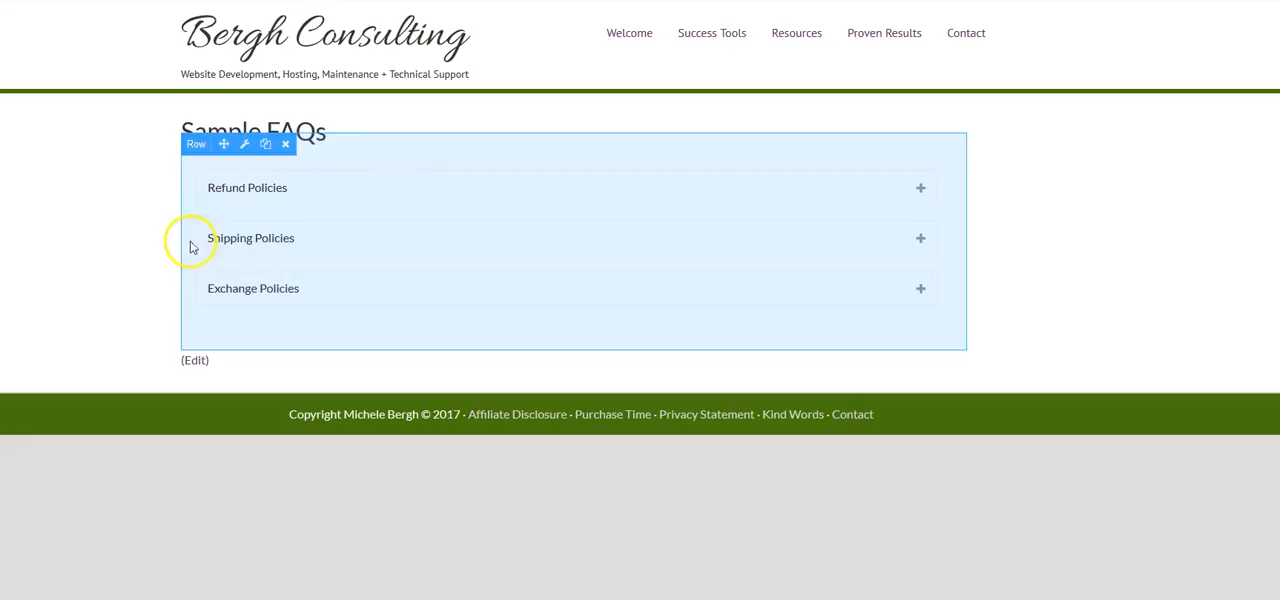 Bergh Consulting
Website Development, Hosting, Maintenance + Technical Support
Welcome Success Tools Resources Proven Results Contact
Sample FAQs
Row
Refund Policies
Shipping Policies
Exchange Policies
(Edit)
Copyright Michele Bergh © 2017 · Affiliate Disclosure · Purchase Time · Privacy Statement · Kind Words · Contact